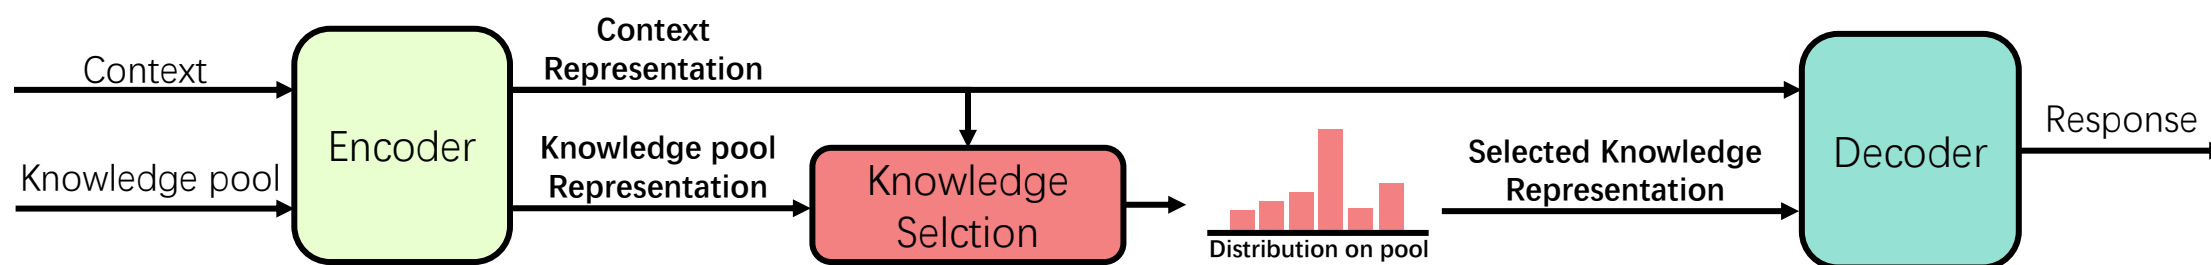 Context
Knowledge pool
Encoder
Context
Representation
Knowledge pool
Representation
Knowledge
Selction
Distribution on pool
Selected Knowledge
Representation
Decoder
Response